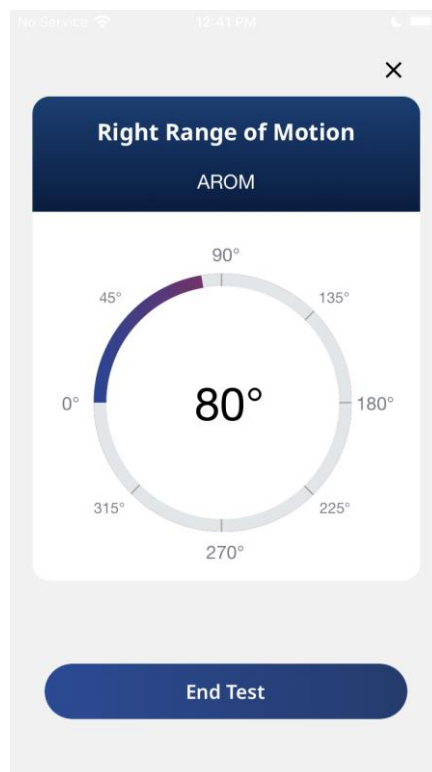 No Service 12:41 PM
×
Right Range of Motion
AROM
90°
45° 135°
0° 80° 180°
315° 225°
270°
End Test